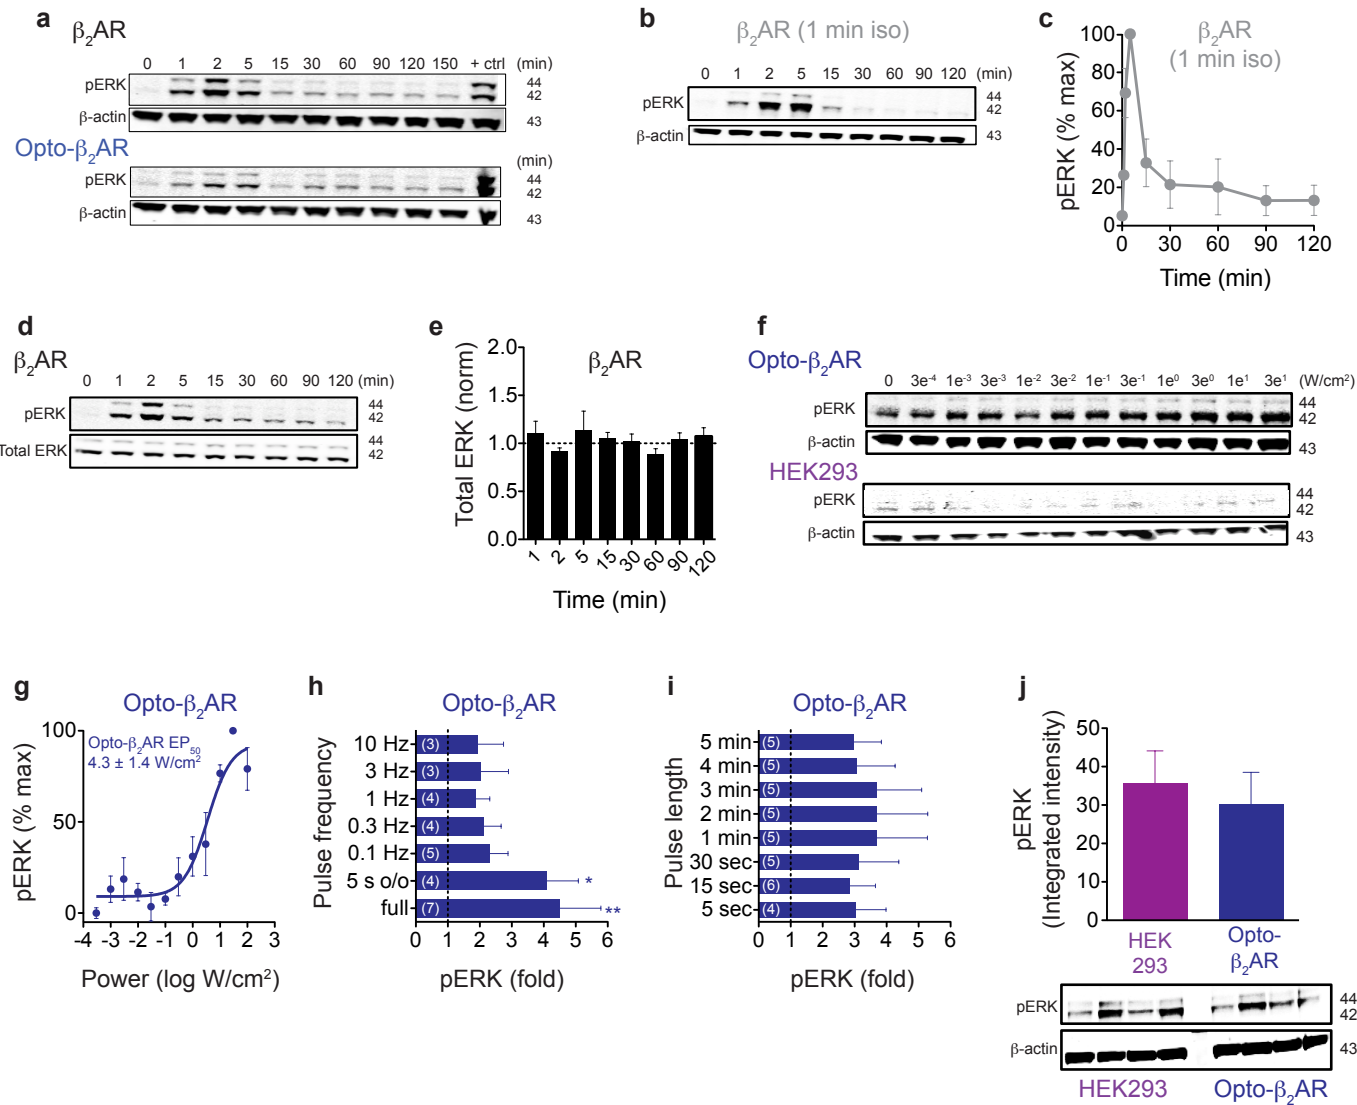 a
β₂AR
0 1 2 5 15 30 60 90 120 150 + ctrl (min)
pERK
44
42
β-actin
43
Opto-β₂AR
(min)
pERK
44
42
β-actin
43
b
β₂AR (1 min iso)
0 1 2 5 15 30 60 90 120 (min)
pERK
44
42
β-actin
43
c
β₂AR
(1 min iso)
pERK (% max)
100
80
60
40
20
0
0 30 60 90 120
Time (min)
d
β₂AR
0 1 2 5 15 30 60 90 120 (min)
pERK
44
42
Total ERK
44
42
e
β₂AR
Total ERK (norm)
2.0
1.5
1.0
0.5
0.0
1 2 5 15 30 60 90 120
Time (min)
f
Opto-β₂AR
0 3e⁻⁴ 1e⁻³ 3e⁻³ 1e⁻² 3e⁻² 1e⁻¹ 3e⁻¹ 1e⁰ 3e⁰ 1e¹ 3e¹ (W/cm²)
pERK
44
42
β-actin
43
HEK293
pERK
44
42
β-actin
43
g
Opto-β₂AR
Opto-β₂AR EP₅₀
4.3 ± 1.4 W/cm²
pERK (% max)
100
50
0
-4 -3 -2 -1 0 1 2 3
Power (log W/cm²)
h
Opto-β₂AR
Pulse frequency
10 Hz (3)
3 Hz (3)
1 Hz (4)
0.3 Hz (4)
0.1 Hz (5)
5 s o/o (4) *
full (7) **
0 1 2 3 4 5 6
pERK (fold)
i
Opto-β₂AR
Pulse length
5 min (5)
4 min (5)
3 min (5)
2 min (5)
1 min (5)
30 sec (5)
15 sec (6)
5 sec (4)
0 1 2 3 4 5 6
pERK (fold)
j
pERK
(Integrated intensity)
50
40
30
20
10
0
HEK
293
Opto-
β₂AR
pERK
44
42
β-actin
43
HEK293 Opto-β₂AR